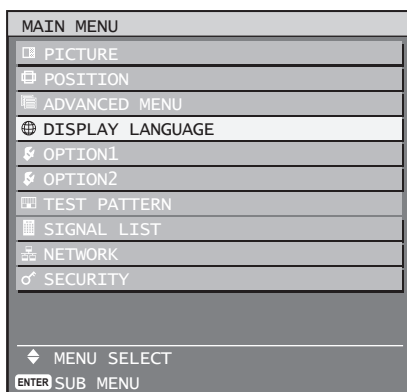 MAIN MENU
PICTURE
POSITION
ADVANCED MENU
DISPLAY LANGUAGE
OPTION1
OPTION2
TEST PATTERN
SIGNAL LIST
NETWORK
SECURITY
MENU SELECT
ENTER SUB MENU